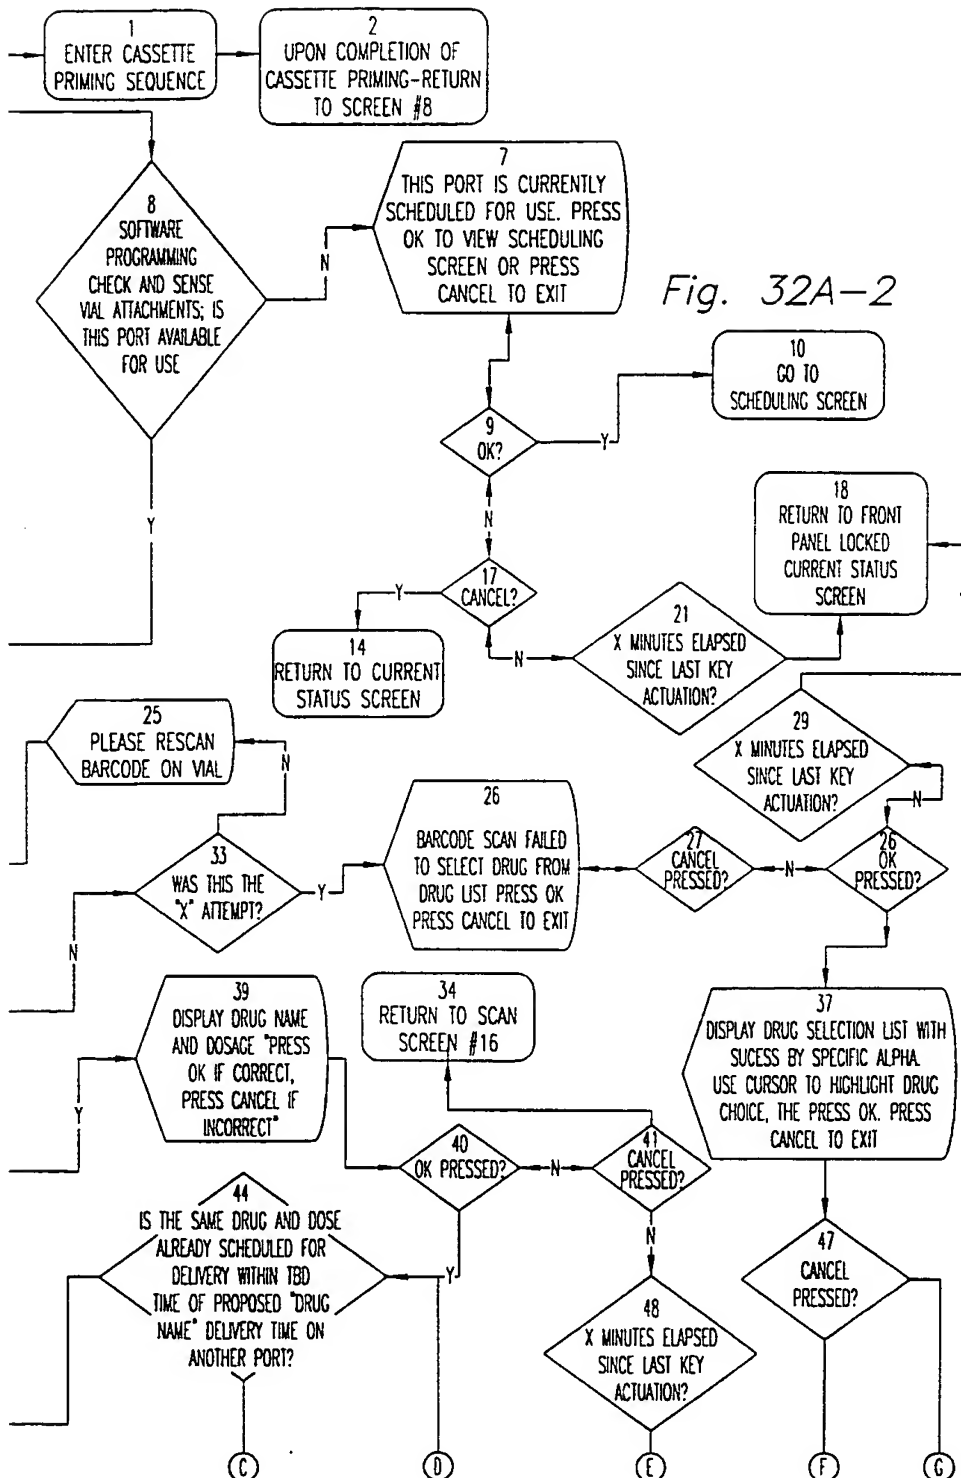 1
ENTER CASSETTE
PRIMING SEQUENCE
2
UPON COMPLETION OF
CASSETTE PRIMING-RETURN
TO SCREEN #8
8
SOFTWARE
PROGRAMMING
CHECK AND SENSE
VIAL ATTACHMENTS; IS
THIS PORT AVAILABLE
FOR USE
N
Y
7
THIS PORT IS CURRENTLY
SCHEDULED FOR USE. PRESS
OK TO VIEW SCHEDULING
SCREEN OR PRESS
CANCEL TO EXIT
Fig. 32A-2
10
GO TO
SCHEDULING SCREEN
9
OK?
Y
N
17
CANCEL?
Y
N
14
RETURN TO CURRENT
STATUS SCREEN
18
RETURN TO FRONT
PANEL LOCKED
CURRENT STATUS
SCREEN
21
X MINUTES ELAPSED
SINCE LAST KEY
ACTUATION?
25
PLEASE RESCAN
BARCODE ON VIAL
N
29
X MINUTES ELAPSED
SINCE LAST KEY
ACTUATION?
N
33
WAS THIS THE
"X" ATTEMPT?
Y
N
26
BARCODE SCAN FAILED
TO SELECT DRUG FROM
DRUG LIST PRESS OK
PRESS CANCEL TO EXIT
27
CANCEL
PRESSED?
N
26
OK
PRESSED?
39
DISPLAY DRUG NAME
AND DOSAGE "PRESS
OK IF CORRECT,
PRESS CANCEL IF
INCORRECT"
Y
34
RETURN TO SCAN
SCREEN #16
37
DISPLAY DRUG SELECTION LIST WITH
SUCESS BY SPECIFIC ALPHA.
USE CURSOR TO HIGHLIGHT DRUG
CHOICE, THE PRESS OK. PRESS
CANCEL TO EXIT
40
OK PRESSED?
N
Y
41
CANCEL
PRESSED?
N
44
IS THE SAME DRUG AND DOSE
ALREADY SCHEDULED FOR
DELIVERY WITHIN TBD
TIME OF PROPOSED "DRUG
NAME" DELIVERY TIME ON
ANOTHER PORT?
Y
47
CANCEL
PRESSED?
48
X MINUTES ELAPSED
SINCE LAST KEY
ACTUATION?
C
D
E
F
G